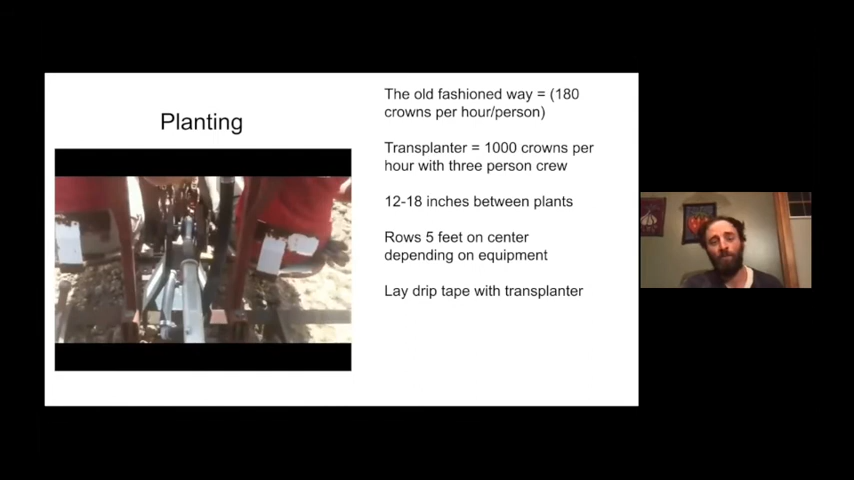 Planting
The old fashioned way = (180
crowns per hour/person)
Transplanter = 1000 crowns per
hour with three person crew
12-18 inches between plants
Rows 5 feet on center
depending on equipment
Lay drip tape with transplanter